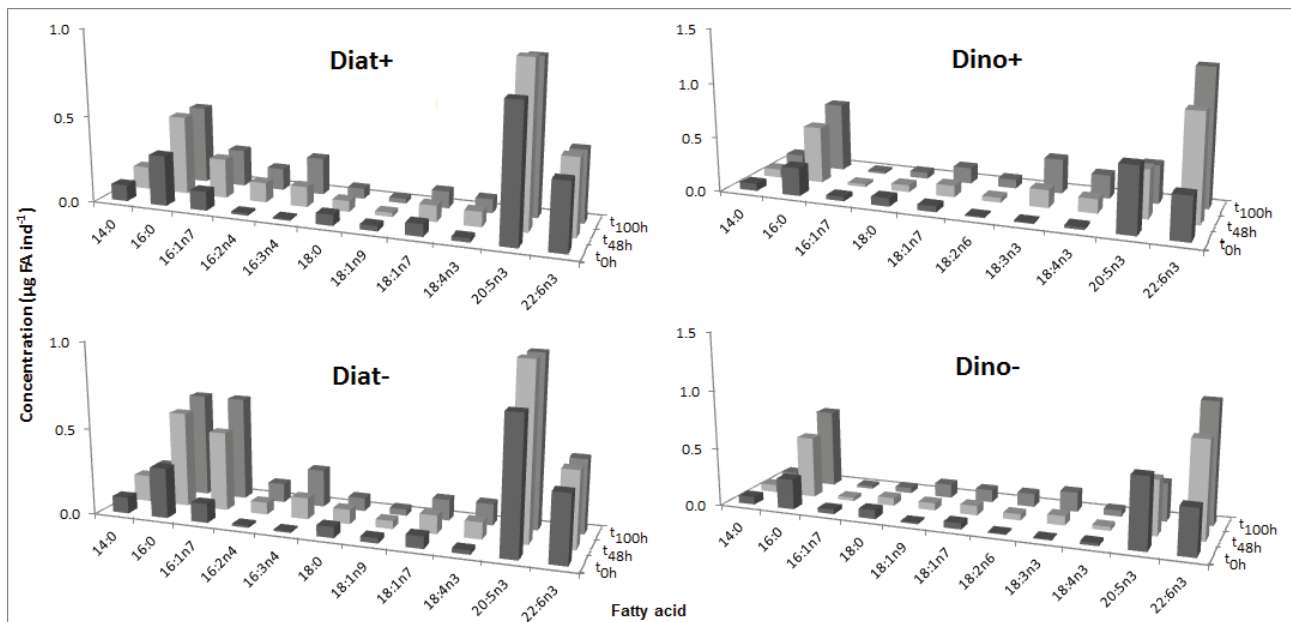 Concentration (µg FA ind⁻¹)
Diat+
1.0
0.5
0.0
14:0
16:0
16:1n7
16:2n4
16:3n4
18:0
18:1n9
18:1n7
18:4n3
20:5n3
22:6n3
t100h
t48h
t0h
Dino+
1.5
1.0
0.5
0.0
14:0
16:0
16:1n7
18:0
18:1n7
18:2n6
18:3n3
18:4n3
20:5n3
22:6n3
t100h
t48h
t0h
Diat-
1.0
0.5
0.0
14:0
16:0
16:1n7
16:2n4
16:3n4
18:0
18:1n9
18:1n7
18:4n3
20:5n3
22:6n3
t100h
t48h
t0h
Dino-
1.5
1.0
0.5
0.0
14:0
16:0
16:1n7
18:0
18:1n9
18:1n7
18:2n6
18:3n3
18:4n3
20:5n3
22:6n3
t100h
t48h
t0h
Fatty acid